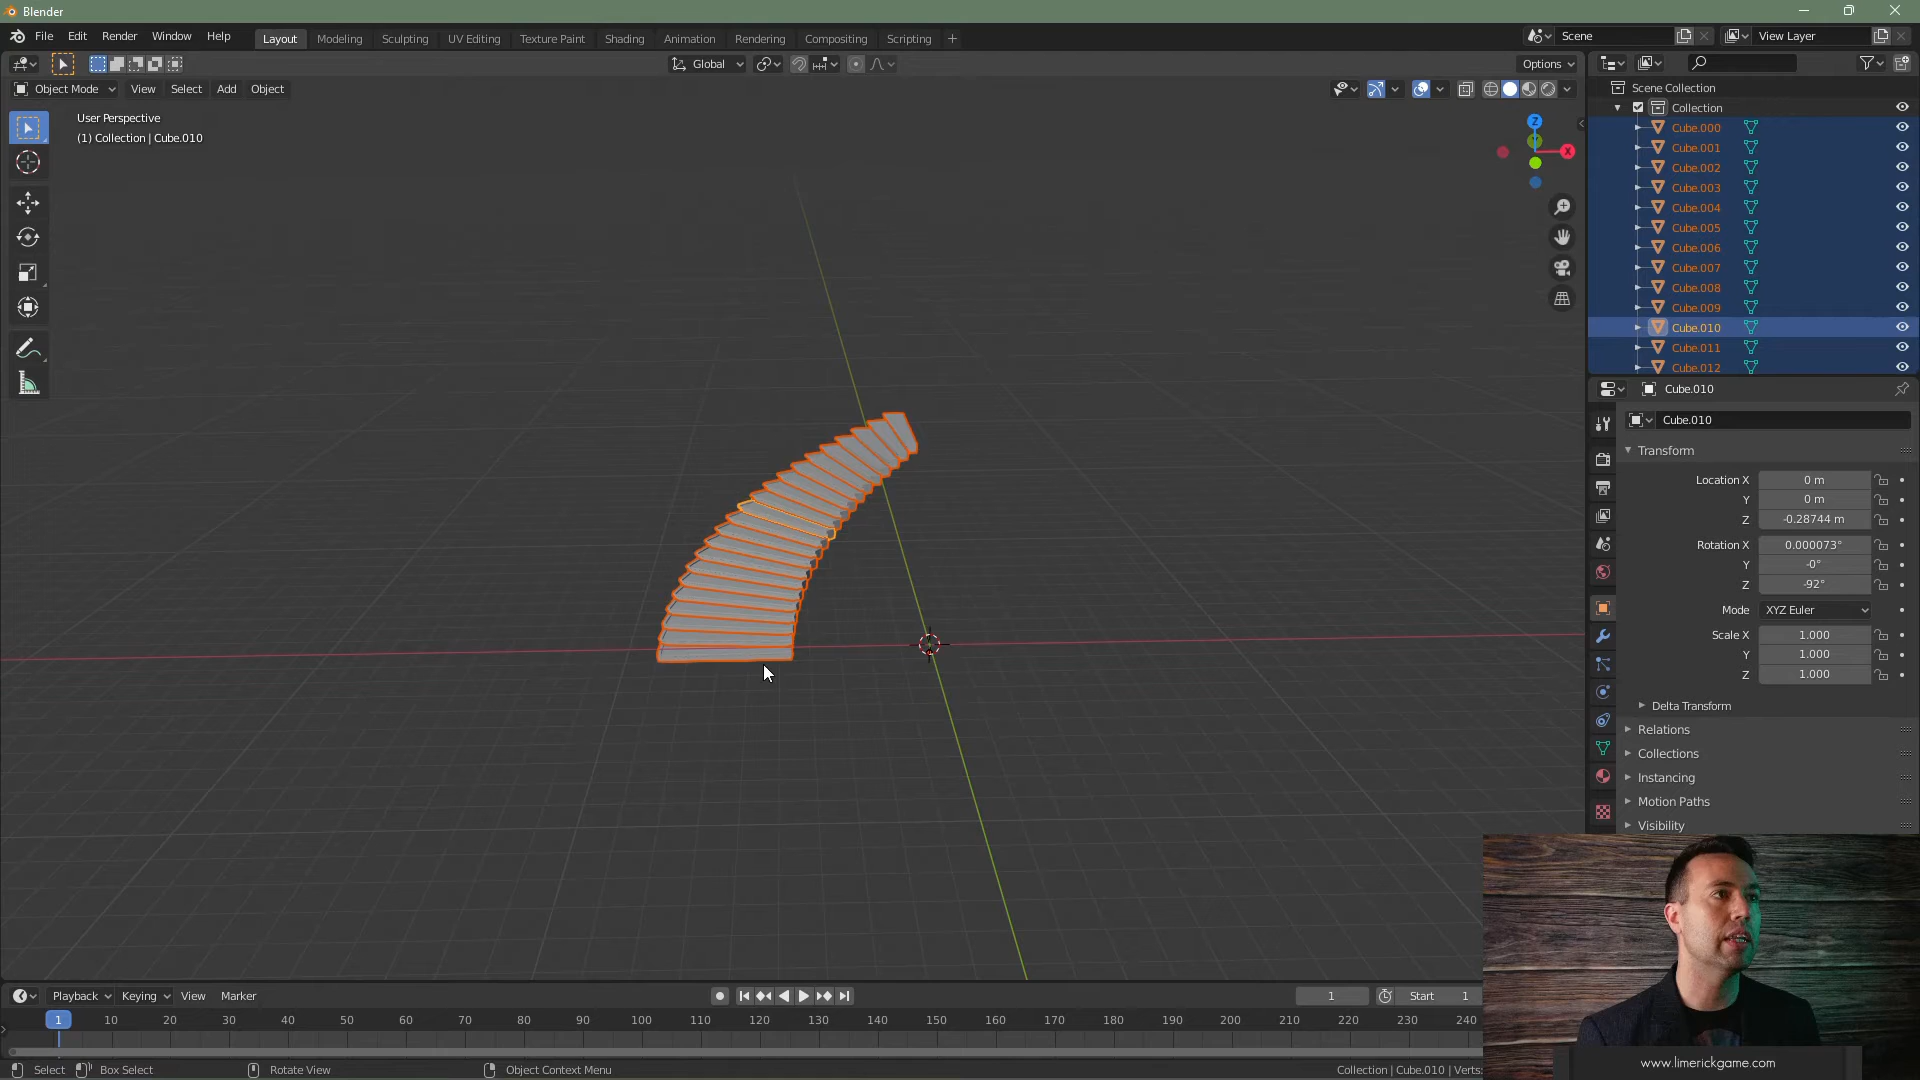 Blender
File Edit Render Window Help Layout Modeling Sculpting UV Editing Texture Paint Shading Animation Rendering Compositing Scripting + Scene View Layer
Global Options
Object Mode View Select Add Object
User Perspective
(1) Collection | Cube.010
Z
X
Scene Collection
Collection
Cube.000
Cube.001
Cube.002
Cube.003
Cube.004
Cube.005
Cube.006
Cube.007
Cube.008
Cube.009
Cube.010
Cube.011
Cube.012
Cube.010
Cube.010
Transform
Location X 0 m
Y 0 m
Z -0.28744 m
Rotation X 0.000073°
Y -0°
Z -92°
Mode XYZ Euler
Scale X 1.000
Y 1.000
Z 1.000
Delta Transform
Relations
Collections
Instancing
Motion Paths
Visibility
Playback Keying View Marker 1 Start 1
1 10 20 30 40 50 60 70 80 90 100 110 120 130 140 150 160 170 180 190 200 210 220 230 240
Select Box Select Rotate View Object Context Menu Collection | Cube.010 | Verts:
www.limerickgame.com